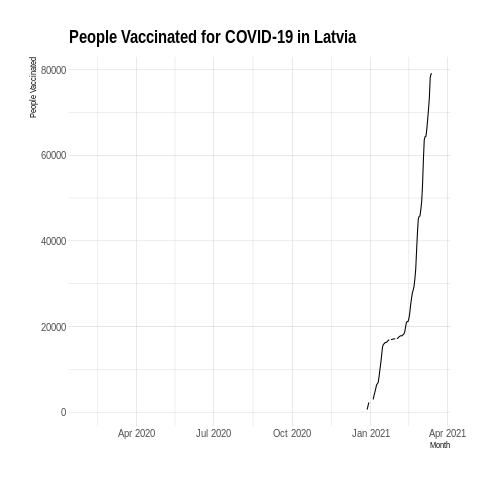 People Vaccinated for COVID-19 in Latvia
People Vaccinated
80000
60000
40000
20000
0
Apr 2020 Jul 2020 Oct 2020 Jan 2021 Apr 2021
Month